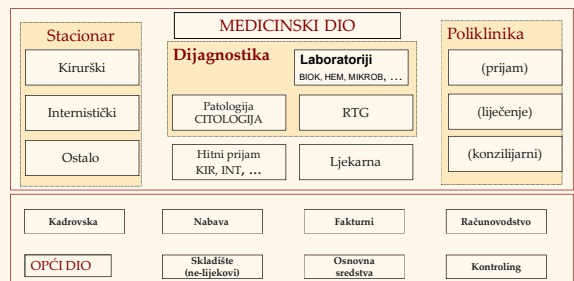 MEDICINSKI DIO
Stacionar
Kirurški
Internistički
Ostalo
Dijagnostika
Laboratoriji
BIOK, HEM, MIKROB, ...
Patologija
CITOLOGIJA
RTG
Hitni prijam
KIR, INT, ...
Ljekarna
Poliklinika
(prijam)
(liječenje)
(konzilijarni)
Kadrovska
Nabava
Fakturni
Računovodstvo
OPĆI DIO
Skladište
(ne-lijekovi)
Osnovna
sredstva
Kontroling